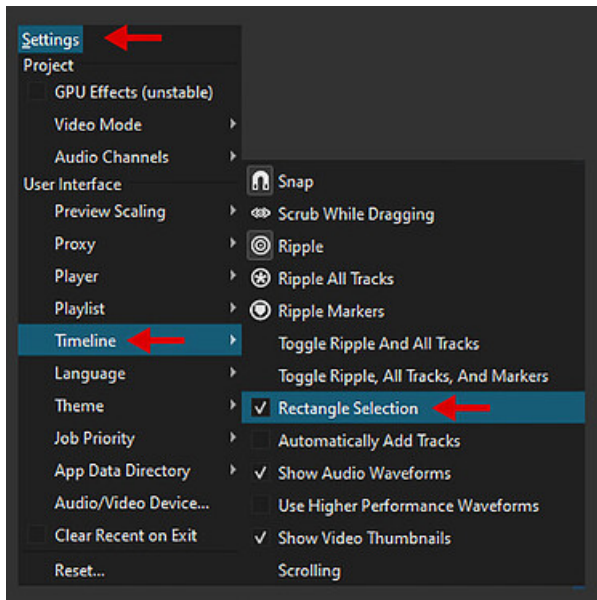 Settings
Project
GPU Effects (unstable)
Video Mode
Audio Channels
User Interface
Preview Scaling
Proxy
Player
Playlist
Timeline
Language
Theme
Job Priority
App Data Directory
Audio/Video Device...
Clear Recent on Exit
Reset...
Snap
Scrub While Dragging
Ripple
Ripple All Tracks
Ripple Markers
Toggle Ripple And All Tracks
Toggle Ripple, All Tracks, And Markers
Rectangle Selection
Automatically Add Tracks
Show Audio Waveforms
Use Higher Performance Waveforms
Show Video Thumbnails
Scrolling